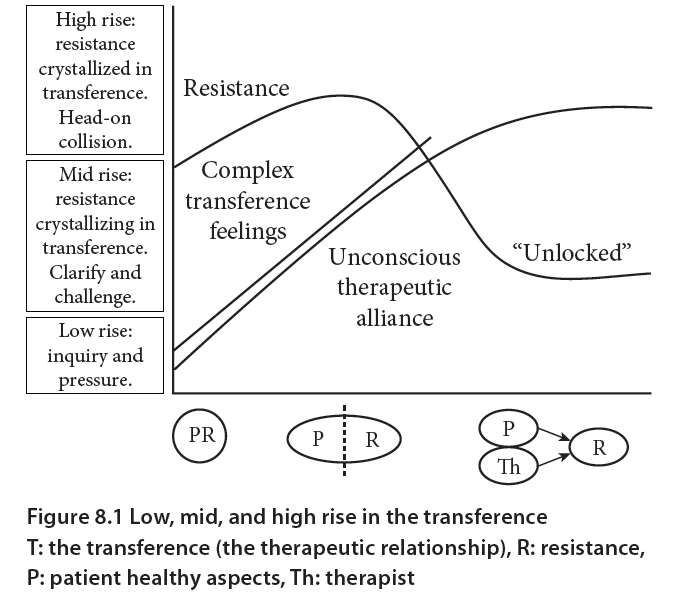 High rise:
resistance
crystallized in
transference.
Head-on
collision.
Mid rise:
resistance
crystallizing in
transference.
Clarify and
challenge.
Low rise:
inquiry and
pressure.
Resistance
Complex
transference
feelings
Unconscious
therapeutic
alliance
“Unlocked”
PR
P R
P
Th
R
Figure 8.1 Low, mid, and high rise in the transference
T: the transference (the therapeutic relationship), R: resistance,
P: patient healthy aspects, Th: therapist